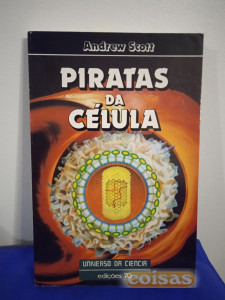 Andrew Scott
PIRATAS
DA
CÉLULA
UNIVERSO DA CIÊNCIA
edições 70
coisas